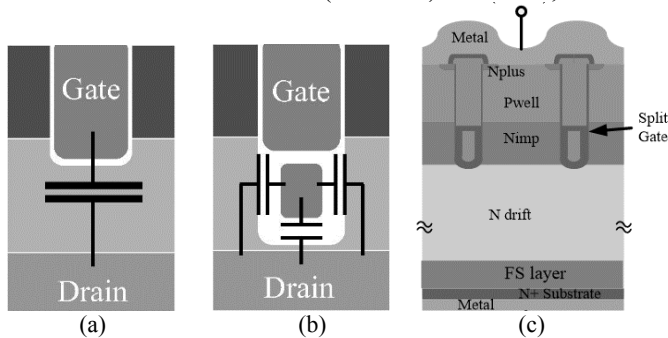 Gate
Drain
(a)
Gate
Drain
(b)
Metal
Nplus
Pwell
Nimp
Split
Gate
N drift
FS layer
N+ Substrate
Metal
(c)